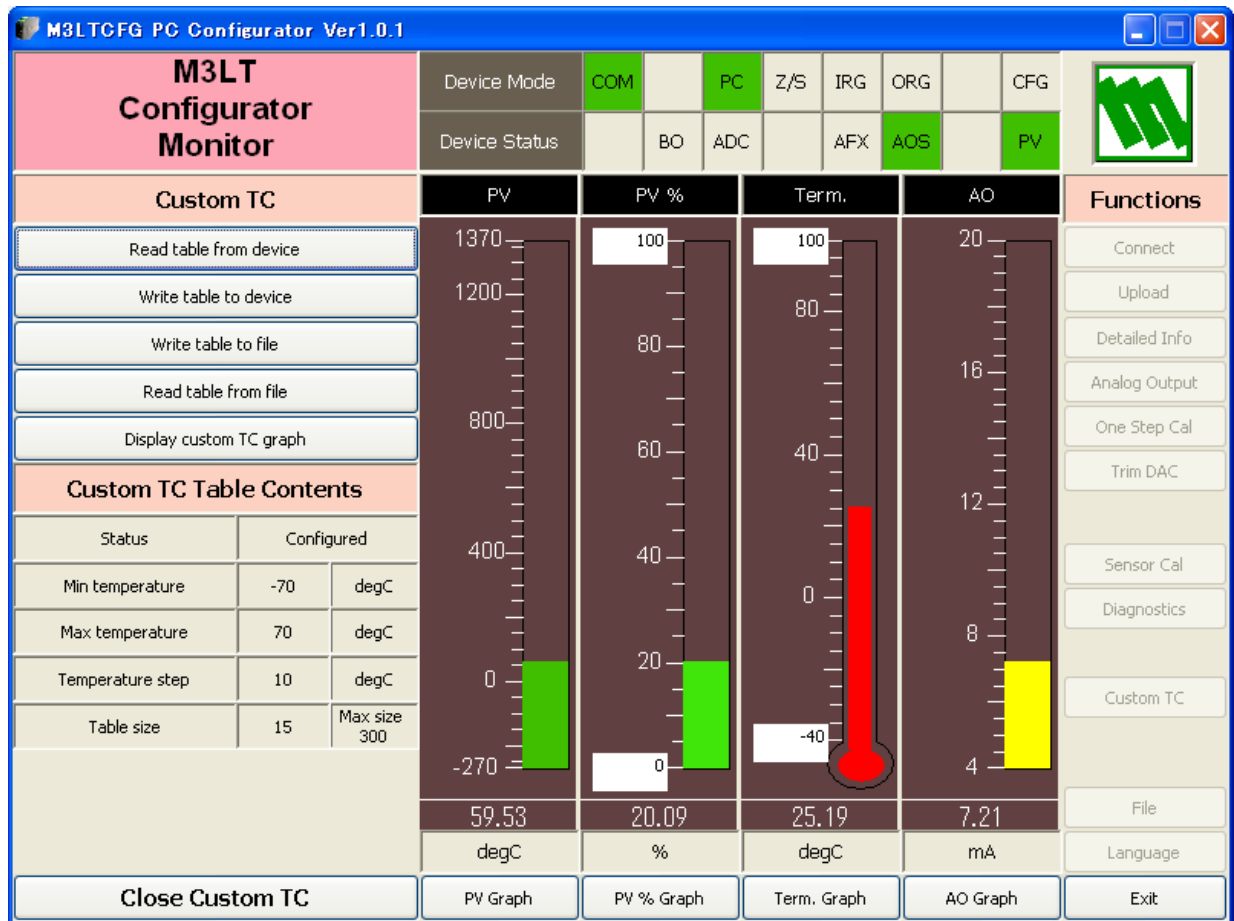 M3LTCFG PC Configurator Ver1.0.1
M3LT
Configurator
Monitor
Device Mode
COM
PC
Z/S
IRG
ORG
CFG
Device Status
BO
ADC
AFX
AOS
PV
Custom TC
Read table from device
Write table to device
Write table to file
Read table from file
Display custom TC graph
Custom TC Table Contents
Status
Configured
Min temperature
-70
degC
Max temperature
70
degC
Temperature step
10
degC
Table size
15
Max size
300
Close Custom TC
PV
1370
1200
800
400
0
-270
59.53
degC
PV Graph
PV %
100
80
60
40
20
0
20.09
%
PV % Graph
Term.
100
80
40
0
-40
25.19
degC
Term. Graph
AO
20
16
12
8
4
7.21
mA
AO Graph
Functions
Connect
Upload
Detailed Info
Analog Output
One Step Cal
Trim DAC
Sensor Cal
Diagnostics
Custom TC
File
Language
Exit